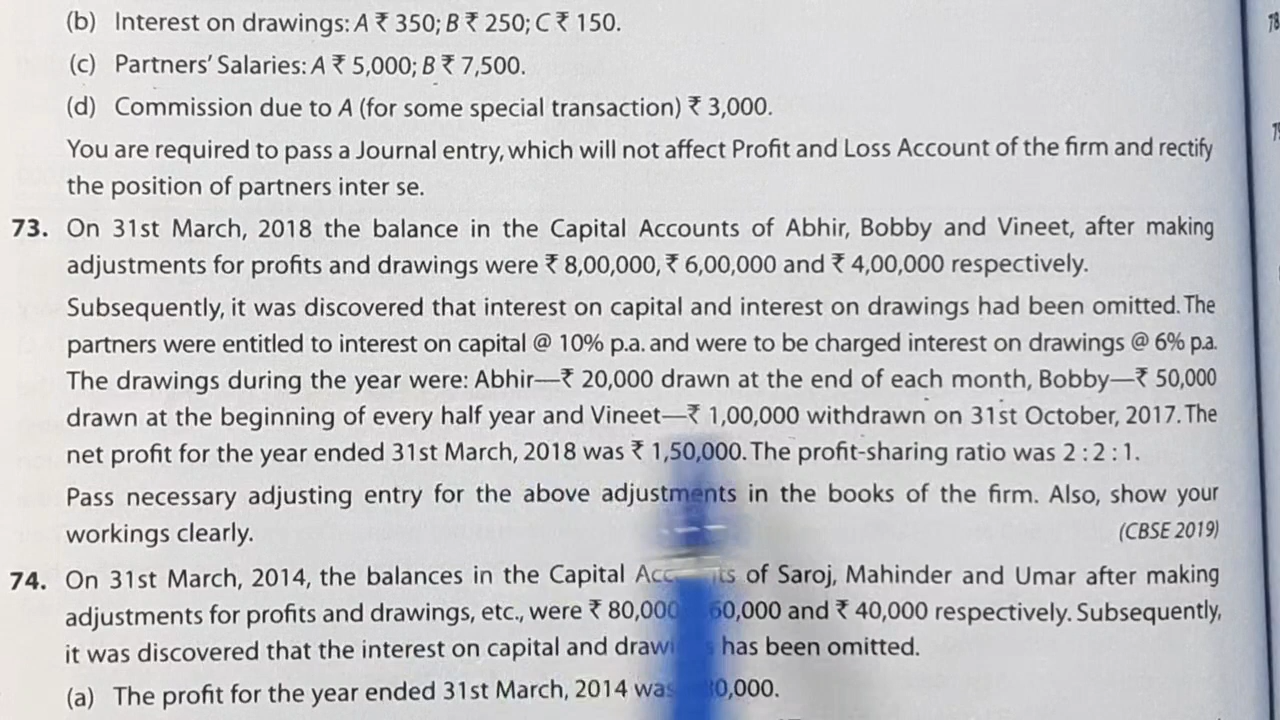 (b) Interest on drawings: A ₹ 350; B ₹ 250; C ₹ 150.
(c) Partners' Salaries: A ₹ 5,000; B ₹ 7,500.
(d) Commission due to A (for some special transaction) ₹ 3,000.
You are required to pass a Journal entry, which will not affect Profit and Loss Account of the firm and rectify
the position of partners inter se.
73. On 31st March, 2018 the balance in the Capital Accounts of Abhir, Bobby and Vineet, after making
adjustments for profits and drawings were ₹ 8,00,000, ₹ 6,00,000 and ₹ 4,00,000 respectively.
Subsequently, it was discovered that interest on capital and interest on drawings had been omitted. The
partners were entitled to interest on capital @ 10% p.a. and were to be charged interest on drawings @ 6% p.a.
The drawings during the year were: Abhir—₹ 20,000 drawn at the end of each month, Bobby—₹ 50,000
drawn at the beginning of every half year and Vineet—₹ 1,00,000 withdrawn on 31st October, 2017. The
net profit for the year ended 31st March, 2018 was ₹ 1,50,000. The profit-sharing ratio was 2 : 2 : 1.
Pass necessary adjusting entry for the above adjustments in the books of the firm. Also, show your
workings clearly. (CBSE 2019)
74. On 31st March, 2014, the balances in the Capital of Saroj, Mahinder and Umar after making
adjustments for profits and drawings, etc., were ₹ 80,000 60,000 and ₹ 40,000 respectively. Subsequently,
it was discovered that the interest on capital and has been omitted.
(a) The profit for the year ended 31st March, 2014 was